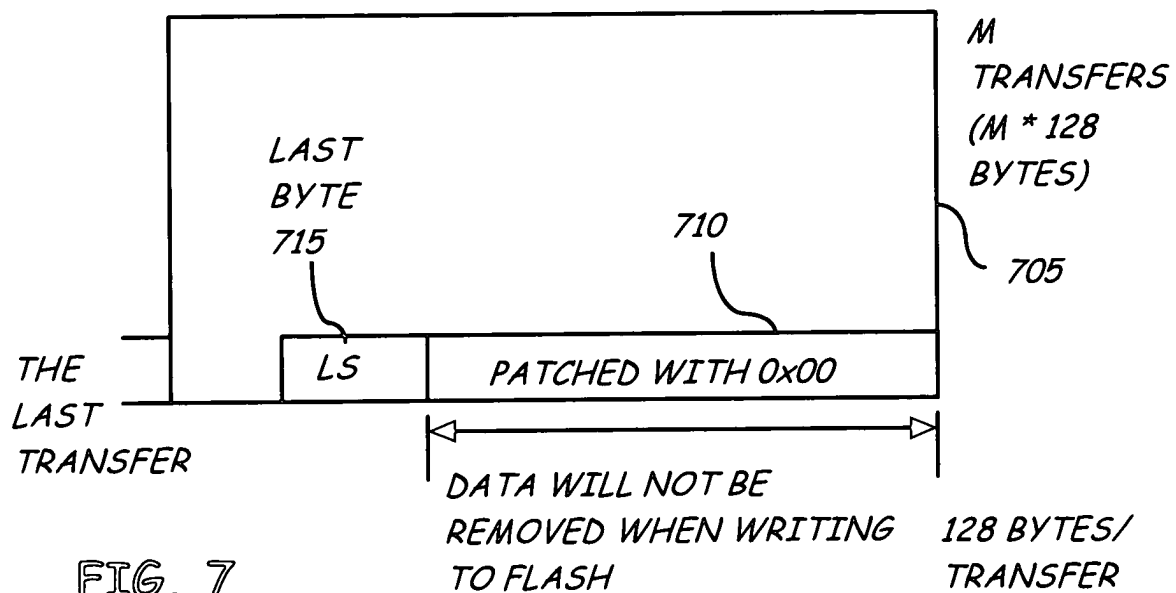 M
TRANSFERS
(M * 128
BYTES)
LAST
BYTE
715
710
705
THE
LAST
TRANSFER
LS
PATCHED WITH 0x00
DATA WILL NOT BE
REMOVED WHEN WRITING
TO FLASH
128 BYTES/
TRANSFER
FIG. 7